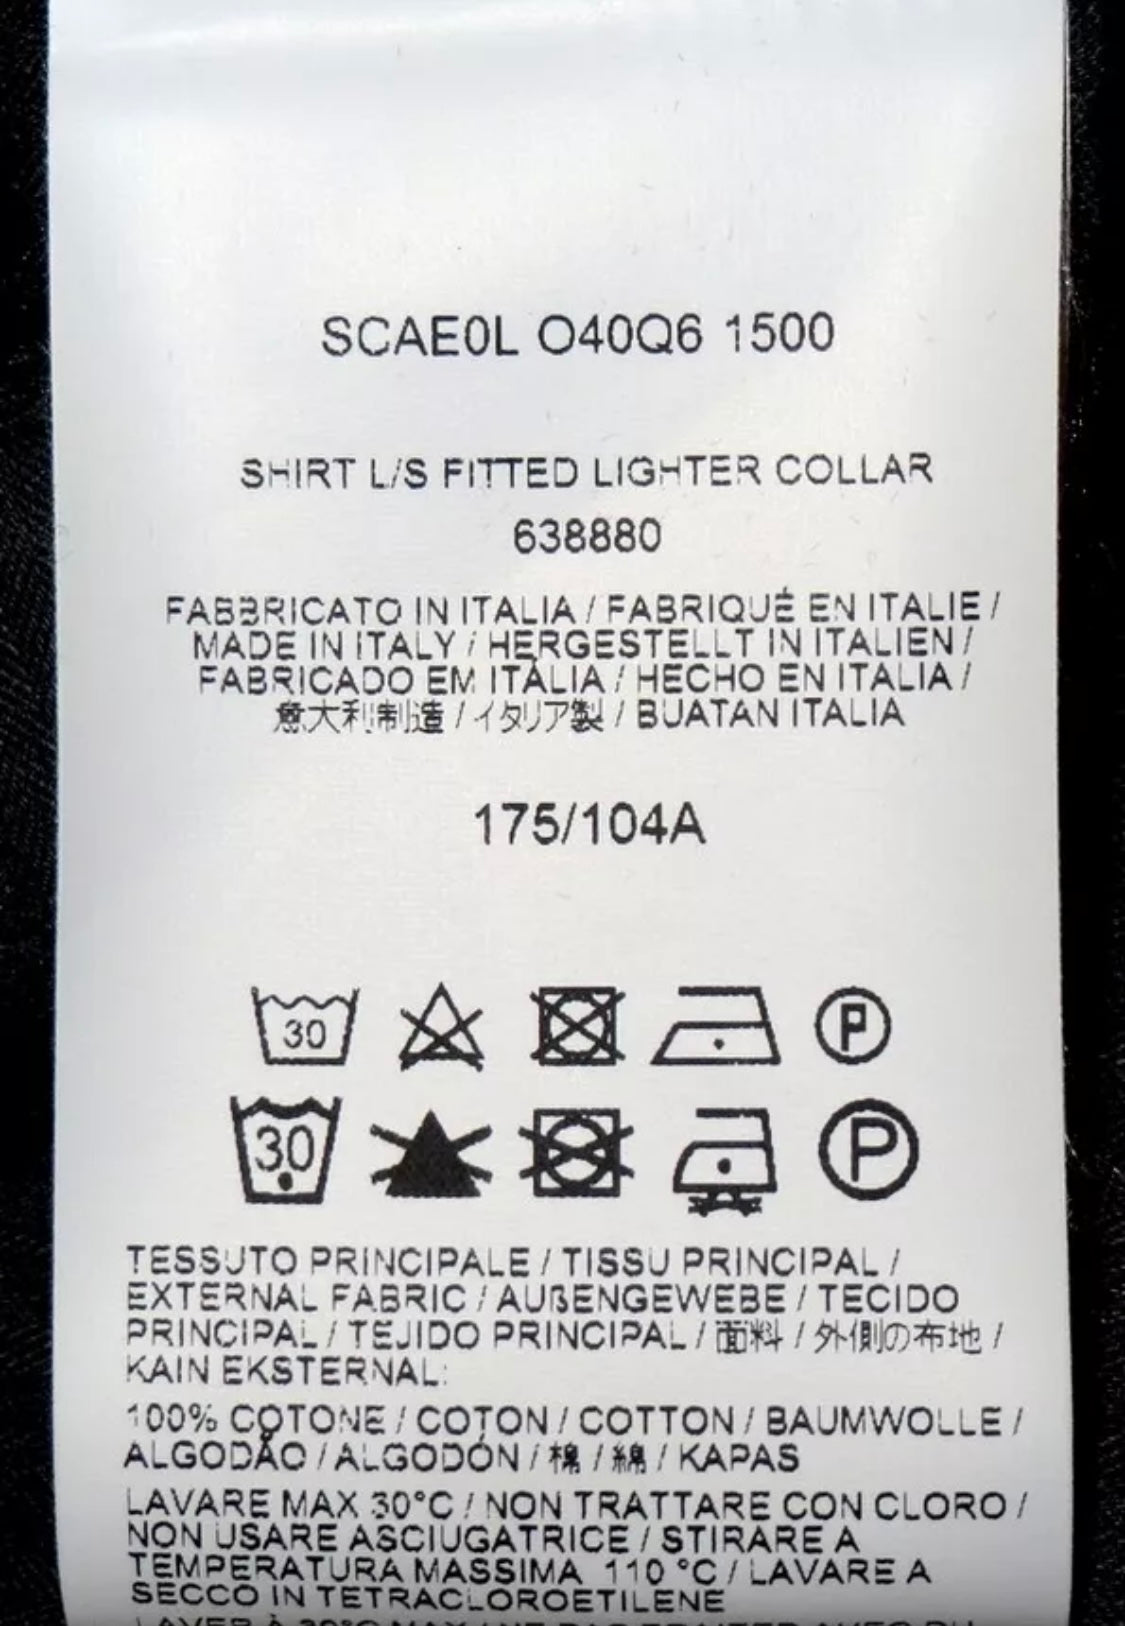 SCAE0L O40Q6 1500
SHIRT L/S FITTED LIGHTER COLLAR
638880
FABBRICATO IN ITALIA / FABRIQUÉ EN ITALIE /
MADE IN ITALY / HERGESTELLT IN ITALIEN /
FABRICADO EM ITÁLIA / HECHO EN ITALIA /
意大利制造 / イタリア製 / BUATAN ITALIA
175/104A
30
P
30
P
TESSUTO PRINCIPALE / TISSU PRINCIPAL /
EXTERNAL FABRIC / AUßENGEWEBE / TECIDO
PRINCIPAL / TEJIDO PRINCIPAL / 面料 / 外側の布地 /
KAIN EKSTERNAL:
100% COTONE / COTON / COTTON / BAUMWOLLE /
ALGODÃO / ALGODÓN / 棉 / 綿 / KAPAS
LAVARE MAX 30°C / NON TRATTARE CON CLORO /
NON USARE ASCIUGATRICE / STIRARE A
TEMPERATURA MASSIMA 110 °C / LAVARE A
SECCO IN TETRACLOROETILENE